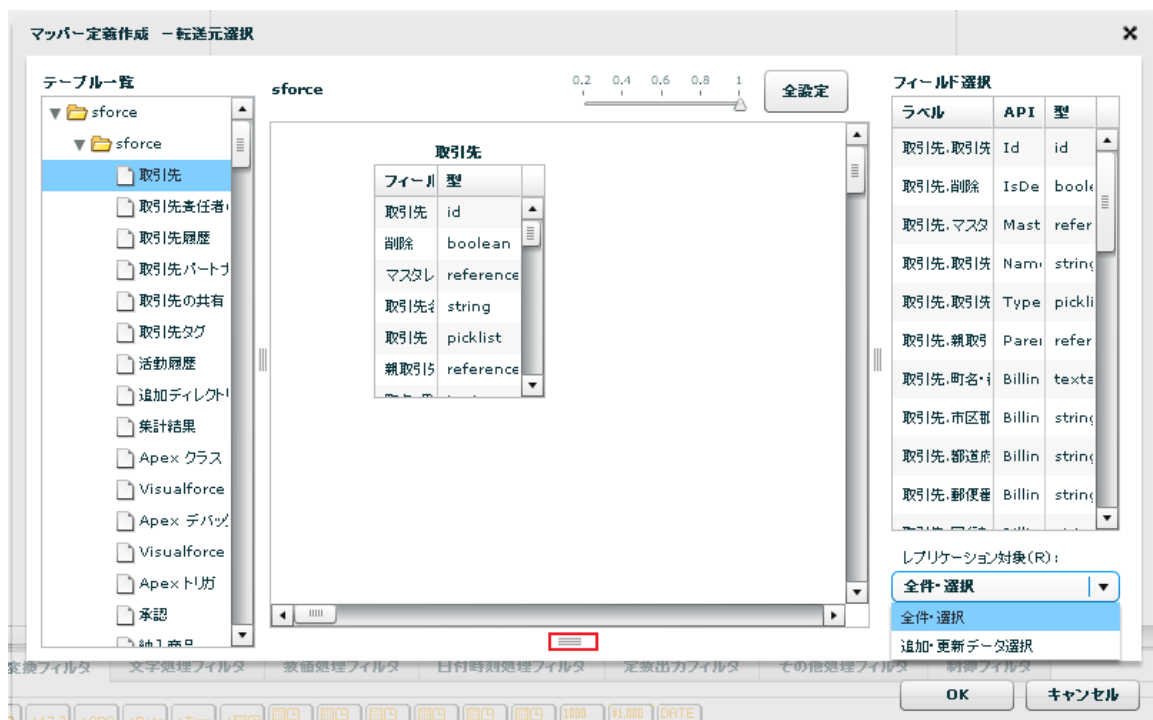 マッパー定義作成 －転送元選択
テーブル一覧
sforce
sforce
取引先
取引先責任者
取引先履歴
取引先パートナ
取引先の共有
取引先タグ
活動履歴
追加ディレクトリ
集計結果
Apex クラス
Visualforce
Apex デバッグ
Visualforce
Apex トリガ
承認
納入商品
sforce
0.2 0.4 0.6 0.8 1
全設定
取引先
フィール 型
取引先 id
削除 boolean
マスタレ reference
取引先名 string
取引先 picklist
親取引先 reference
フィールド選択
ラベル API 型
取引先.取引先 Id id
取引先.削除 IsDe boole
取引先.マスタ Mast refer
取引先.取引先 Nam string
取引先.取引先 Type pickli
取引先.親取引 Parei refer
取引先.町名・ Billin texta
取引先.市区郡 Billin string
取引先.都道府 Billin string
取引先.郵便番 Billin string
レプリケーション対象(R):
全件・選択
全件・選択
追加・更新データ選択
変換フィルタ 文字処理フィルタ 数値処理フィルタ 日付時刻処理フィルタ 定数出力フィルタ その他処理フィルタ 制御フィルタ
OK キャンセル
1000 ¥1,000 DATE